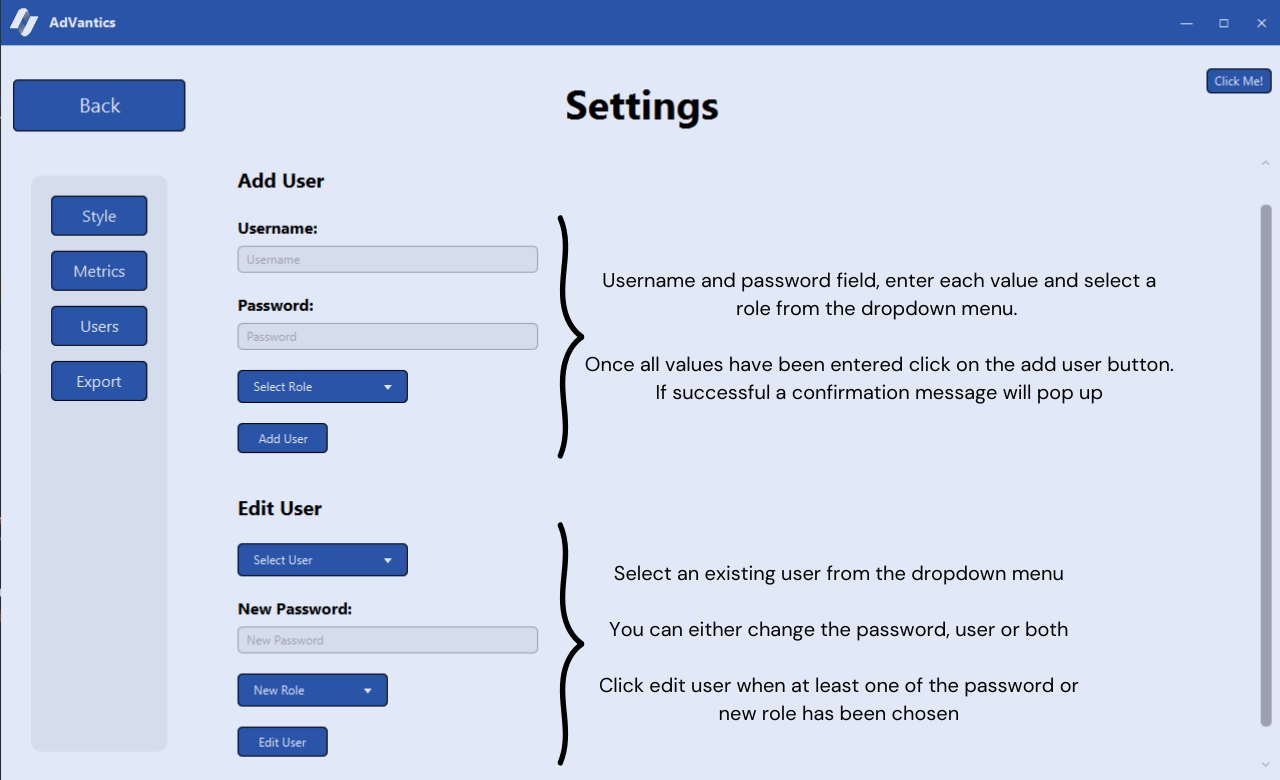 AdVantics
Back
Settings
Click Me!
Style
Metrics
Users
Export
Add User
Username:
Username
Password:
Password
Select Role
Add User
Username and password field, enter each value and select a
role from the dropdown menu.
Once all values have been entered click on the add user button.
If successful a confirmation message will pop up
Edit User
Select User
New Password:
New Password
New Role
Edit User
Select an existing user from the dropdown menu
You can either change the password, user or both
Click edit user when at least one of the password or
new role has been chosen